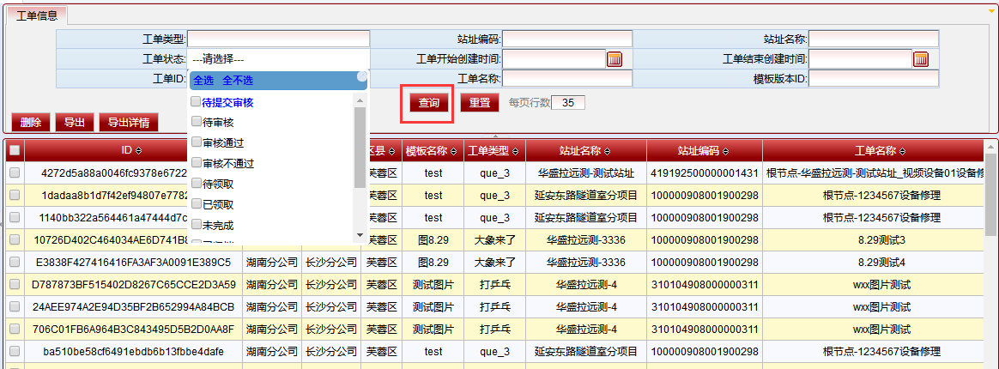 工单信息
工单类型: 站址编码: 站址名称:
工单状态: ---请选择--- 工单开始创建时间: 工单结束创建时间:
工单ID: 全选 全不选 工单名称: 模板版本ID:
待提交审核 查询 重置 每页行数 35
删除 导出 导出详情 待审核
审核通过
ID 区县 模板名称 工单类型 站址名称 站址编码 工单名称
审核不通过
4272d5a88a0046fc9378e6722 芙蓉区 test que_3 华盛拉远测-测试站址 419192500000001431 根节点-华盛拉远测-测试站址_视频设备01设备修
待领取
1dadaa8b1d7f42ef94807e7782 芙蓉区 test que_3 延安东路隧道室分项目 100000908001900298 根节点-1234567设备修理
已领取
1140bb322a564461a47444d7c 芙蓉区 test que_3 延安东路隧道室分项目 100000908001900298 根节点-1234567设备修理
未完成
10726D402C464034AE6D741B8 芙蓉区 图8.29 大象来了 华盛拉远测-3336 100000908001900298 8.29测试3
E3838F427416416FA3AF3A0091E389C5 湖南分公司 长沙分公司 芙蓉区 图8.29 大象来了 华盛拉远测-3336 100000908001900298 8.29测试4
D787873BF515402D8267C65CCE2D3A59 湖南分公司 长沙分公司 芙蓉区 测试图片 打乒乓 华盛拉远测-4 310104908000000311 wxx图片测试
24AEE974A2E94D35BF2B652994A84BCB 湖南分公司 长沙分公司 芙蓉区 测试图片 打乒乓 华盛拉远测-4 310104908000000311 wxx图片测试
706C01FB6A964B3C843495D5B2D0AA8F 湖南分公司 长沙分公司 芙蓉区 测试图片 打乒乓 华盛拉远测-4 310104908000000311 wxx图片测试
ba510be58cf6491ebdb6b13fbbe4dafe 湖南分公司 长沙分公司 芙蓉区 test que_3 延安东路隧道室分项目 100000908001900298 根节点-1234567设备修理